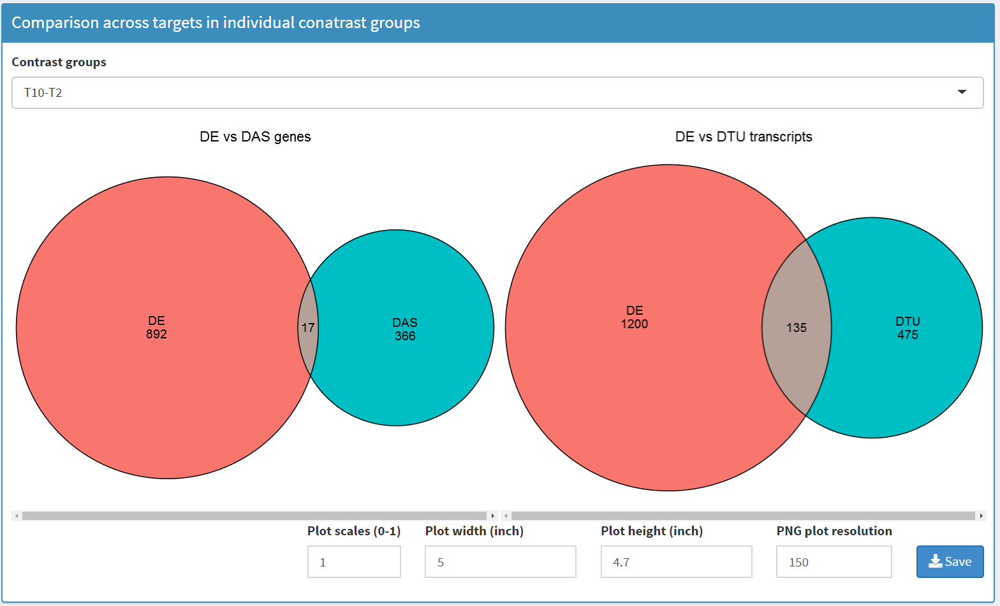 Comparison across targets in individual conatrast groups
Contrast groups
T10-T2
DE vs DAS genes
DE
892
17
DAS
366
DE vs DTU transcripts
DE
1200
135
DTU
475
Plot scales (0-1)
Plot width (inch)
Plot height (inch)
PNG plot resolution
1
5
4.7
150
Save